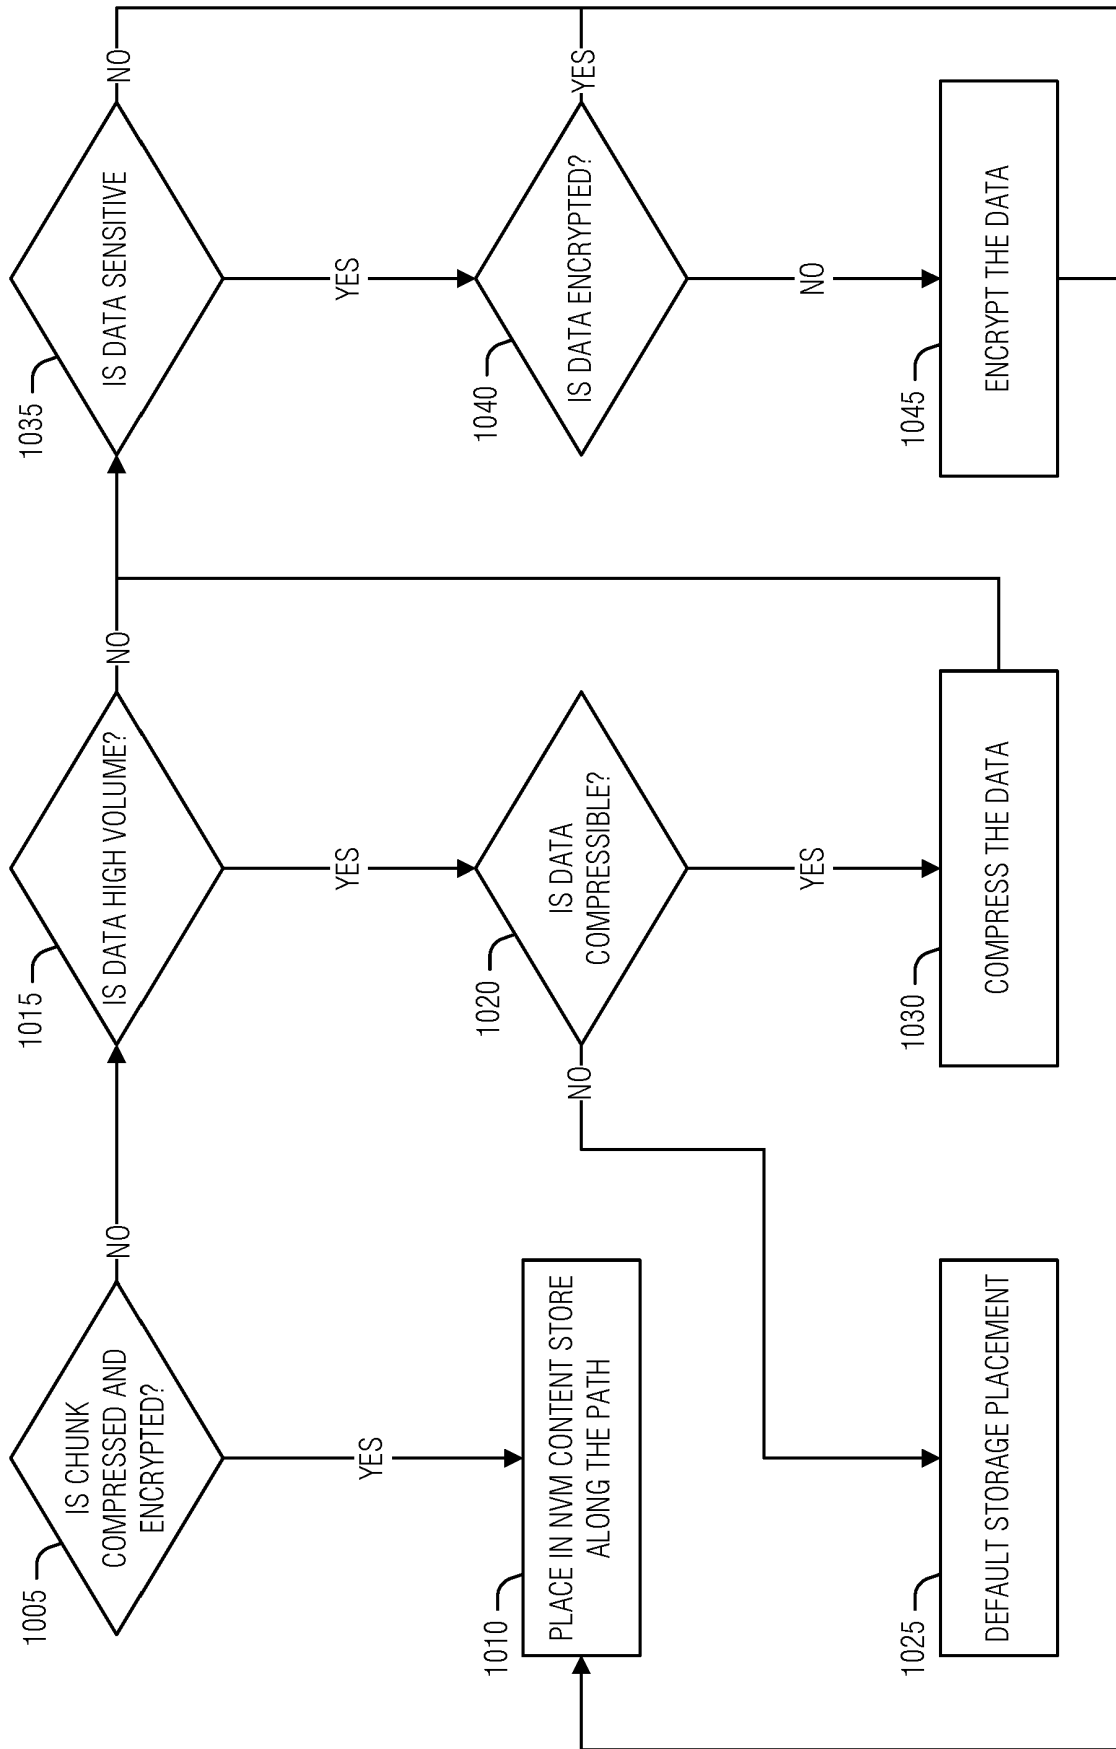 1005
IS CHUNK
COMPRESSED AND
ENCRYPTED?
NO
YES
1010
PLACE IN NVM CONTENT STORE
ALONG THE PATH
1015
IS DATA HIGH VOLUME?
NO
YES
1020
IS DATA
COMPRESSIBLE?
NO
YES
1025
DEFAULT STORAGE PLACEMENT
1030
COMPRESS THE DATA
1035
IS DATA SENSITIVE
NO
YES
1040
IS DATA ENCRYPTED?
YES
NO
1045
ENCRYPT THE DATA